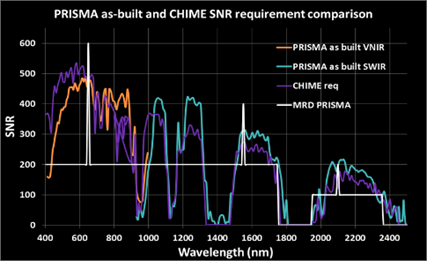 PRISMA as-built and CHIME SNR requirement comparison
600
500
400
300
200
100
0
SNR
PRISMA as built VNIR
PRISMA as built SWIR
CHIME req
MRD PRISMA
400 600 800 1000 1200 1400 1600 1800 2000 2200 2400
Wavelength (nm)